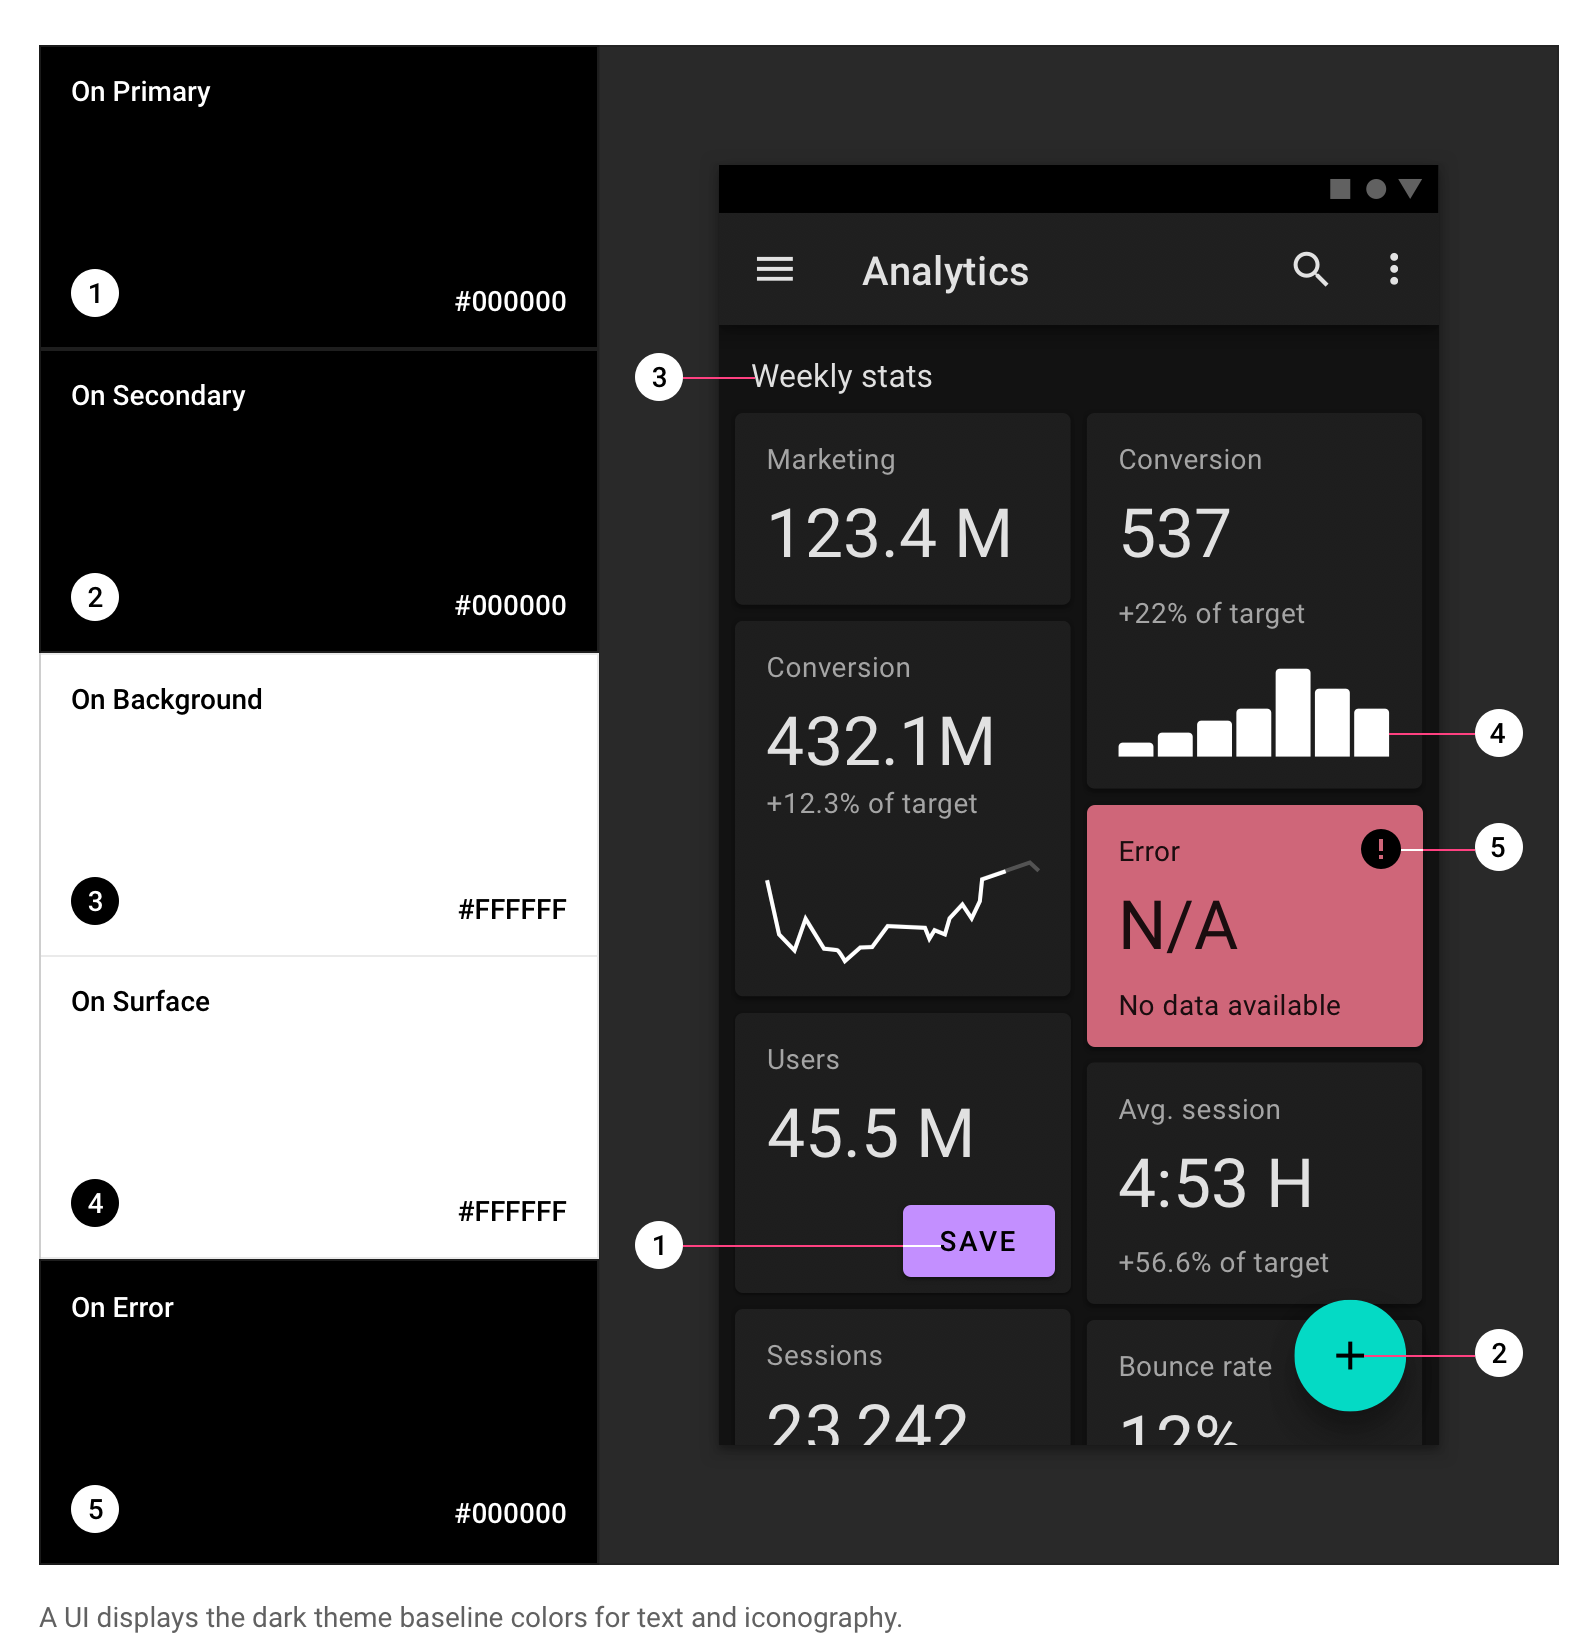 On Primary
1
#000000
On Secondary
2
#000000
On Background
3
#FFFFFF
On Surface
4
#FFFFFF
On Error
5
#000000
Analytics
3
Weekly stats
Marketing
123.4 M
Conversion
432.1M
+12.3% of target
Users
45.5 M
1
SAVE
Sessions
23 242
Conversion
537
+22% of target
4
Error
!
5
N/A
No data available
Avg. session
4:53 H
+56.6% of target
Bounce rate
+
2
12%
A UI displays the dark theme baseline colors for text and iconography.